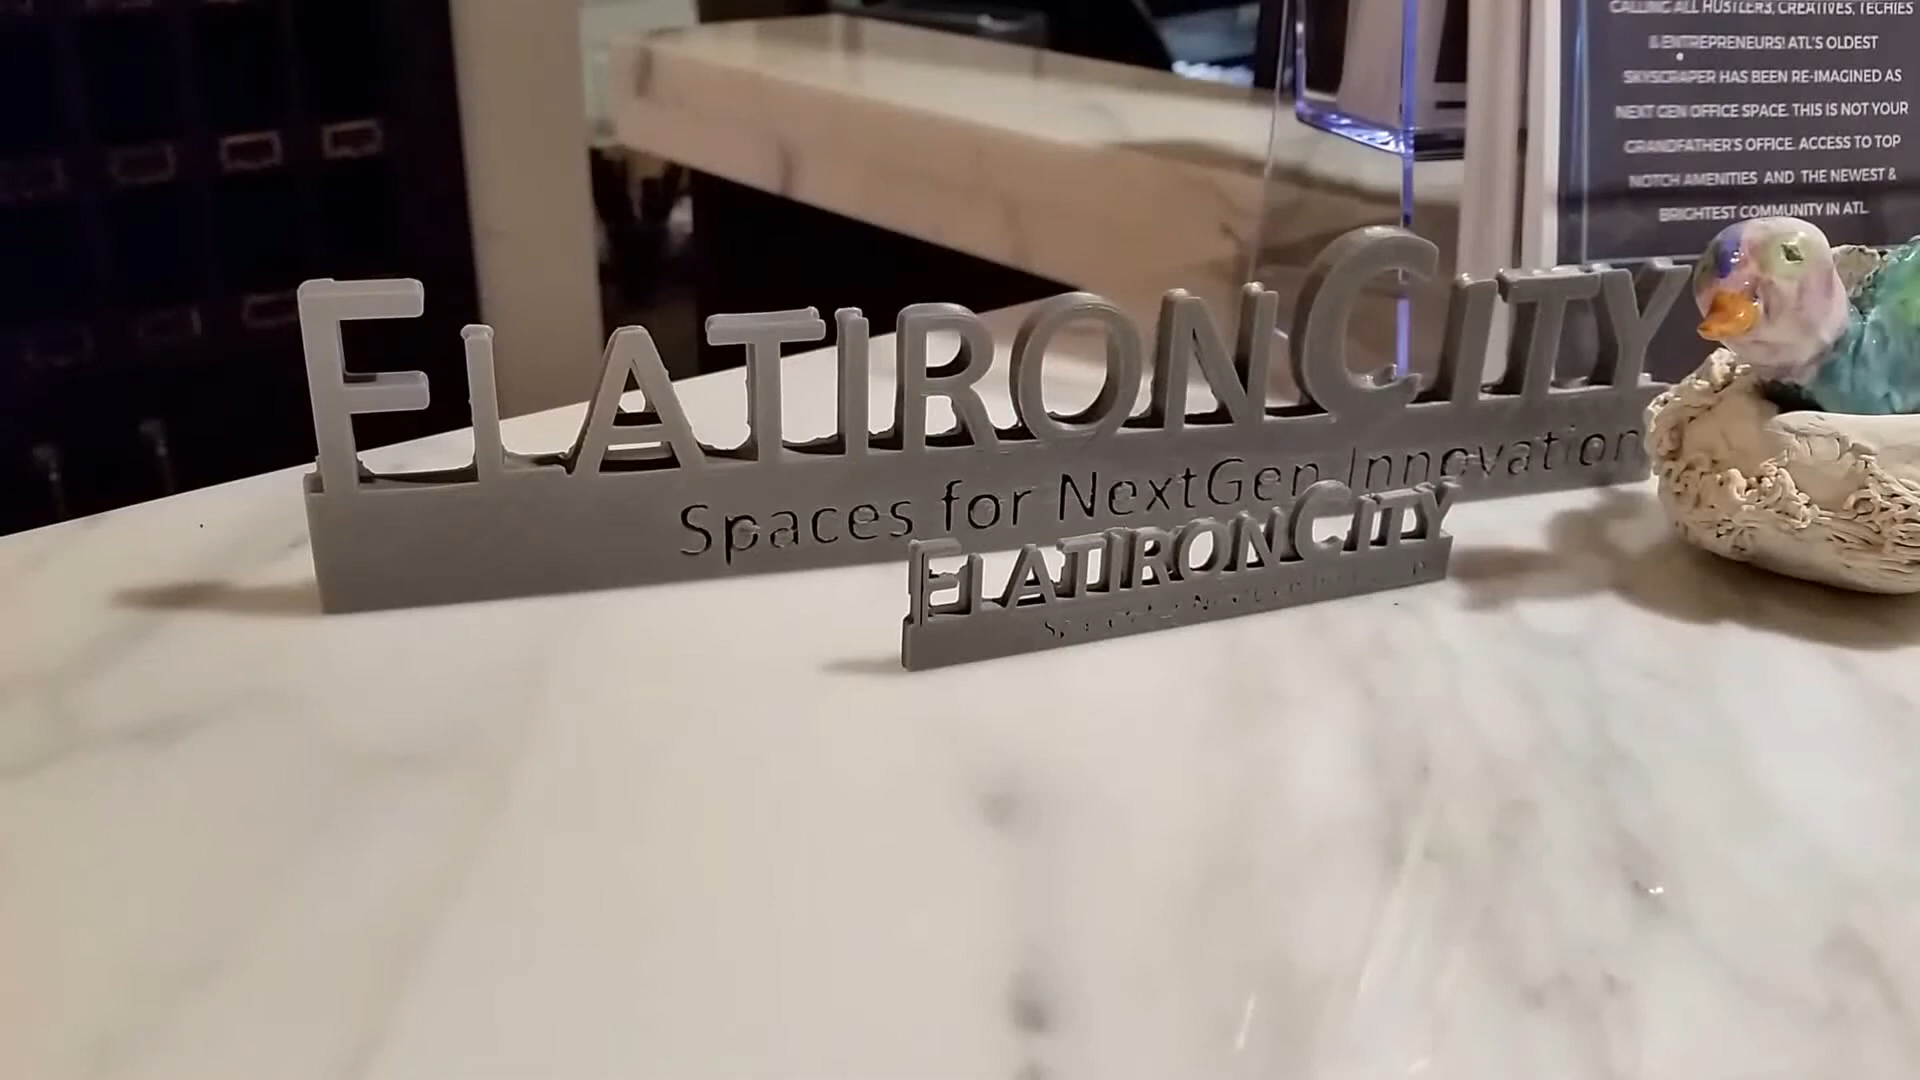 CALLING ALL HUSTLERS, CREATIVES, TECHIES
& ENTREPRENEURS! ATL'S OLDEST
SKYSCRAPER HAS BEEN RE-IMAGINED AS
NEXT GEN OFFICE SPACE. THIS IS NOT YOUR
GRANDFATHER'S OFFICE. ACCESS TO TOP
NOTCH AMENITIES AND THE NEWEST &
BRIGHTEST COMMUNITY IN ATL
FLATIRONCITY
Spaces for NextGen Innovation
FLATIRONCITY